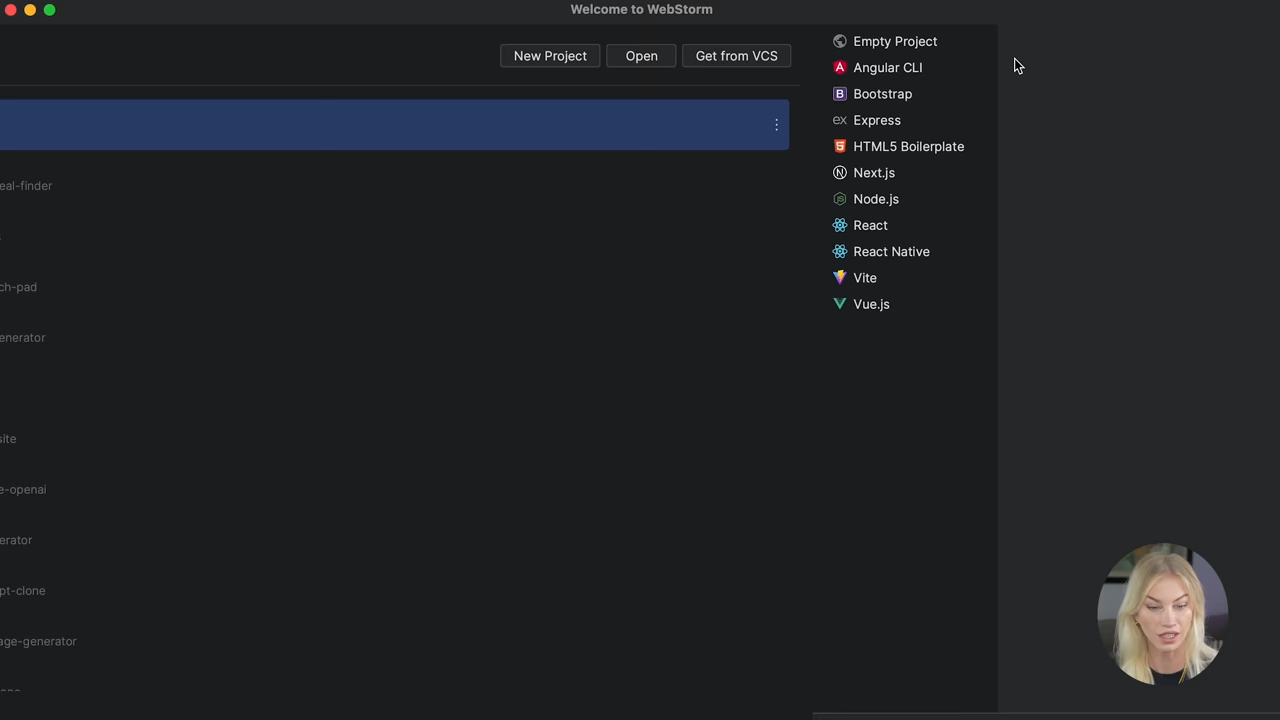 Welcome to WebStorm
New Project
Open
Get from VCS
eal-finder
ch-pad
enerator
site
e-openai
erator
pt-clone
age-generator
Empty Project
Angular CLI
Bootstrap
ex Express
HTML5 Boilerplate
Next.js
Node.js
React
React Native
Vite
Vue.js